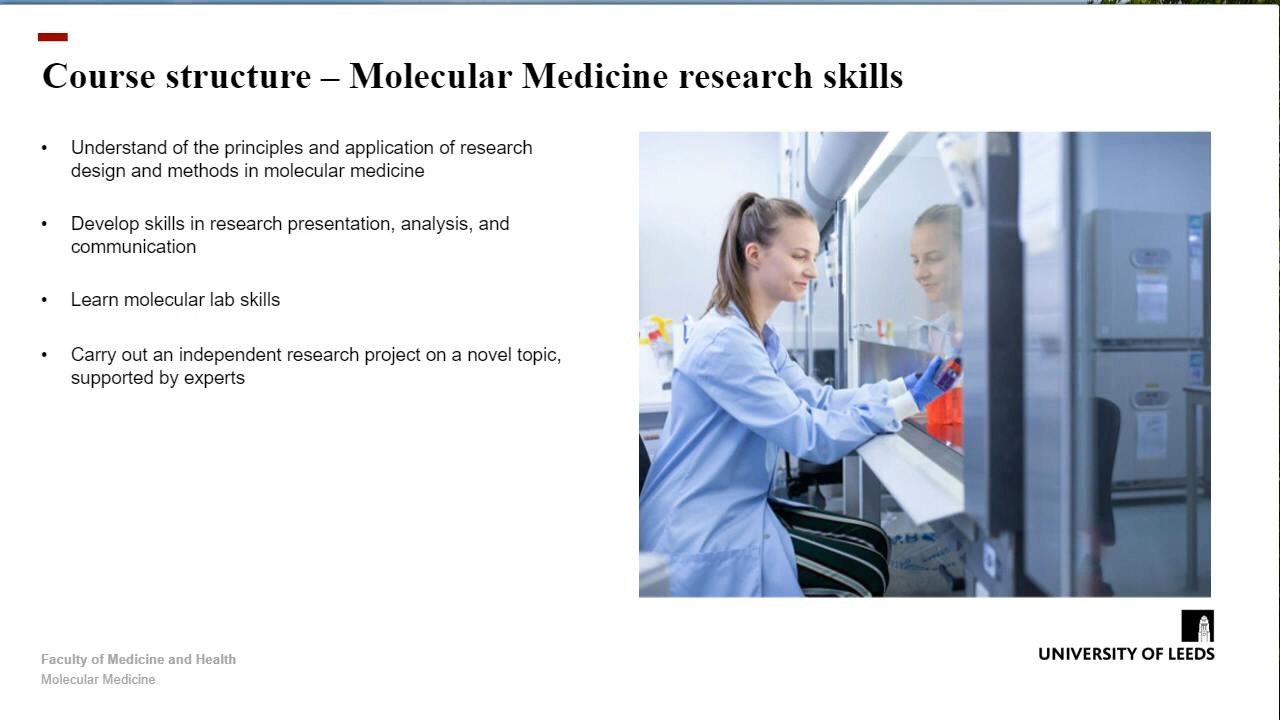 Course structure – Molecular Medicine research skills
• Understand of the principles and application of research
design and methods in molecular medicine
• Develop skills in research presentation, analysis, and
communication
• Learn molecular lab skills
• Carry out an independent research project on a novel topic,
supported by experts
UNIVERSITY OF LEEDS
Faculty of Medicine and Health
Molecular Medicine